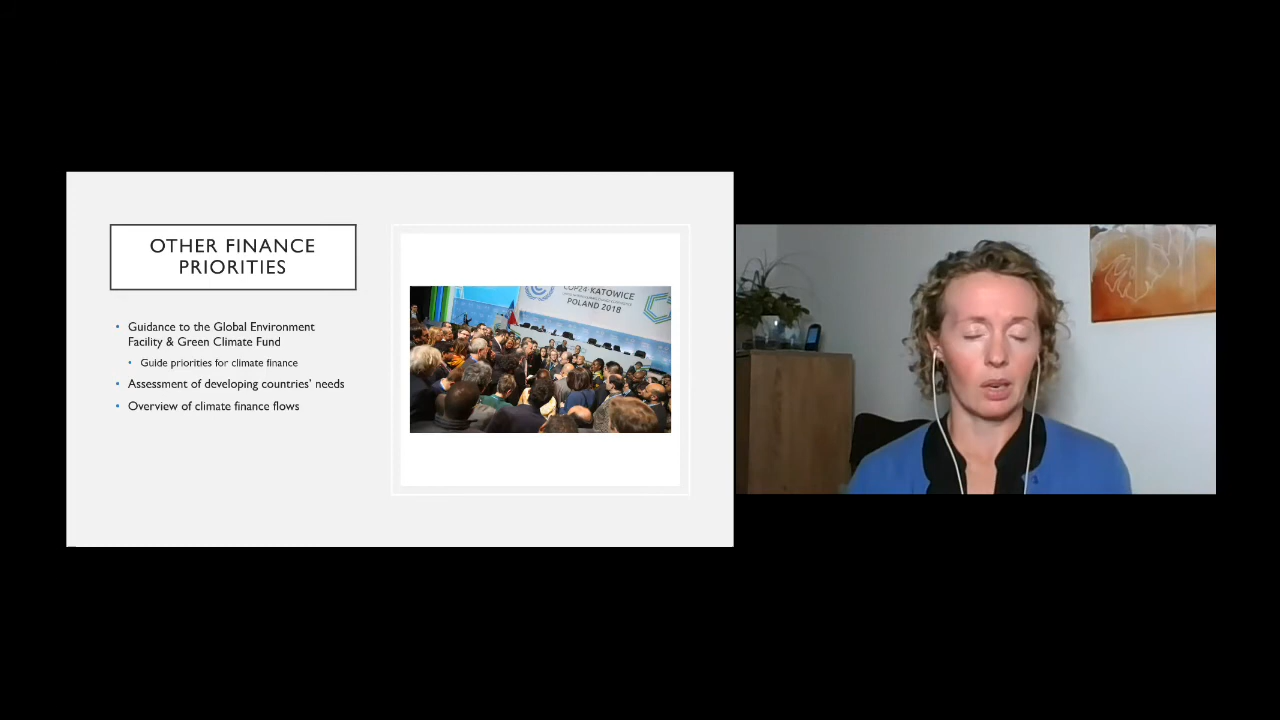 OTHER FINANCE
PRIORITIES
• Guidance to the Global Environment
Facility & Green Climate Fund
• Guide priorities for climate finance
• Assessment of developing countries' needs
• Overview of climate finance flows
COP24·KATOWICE
POLAND 2018